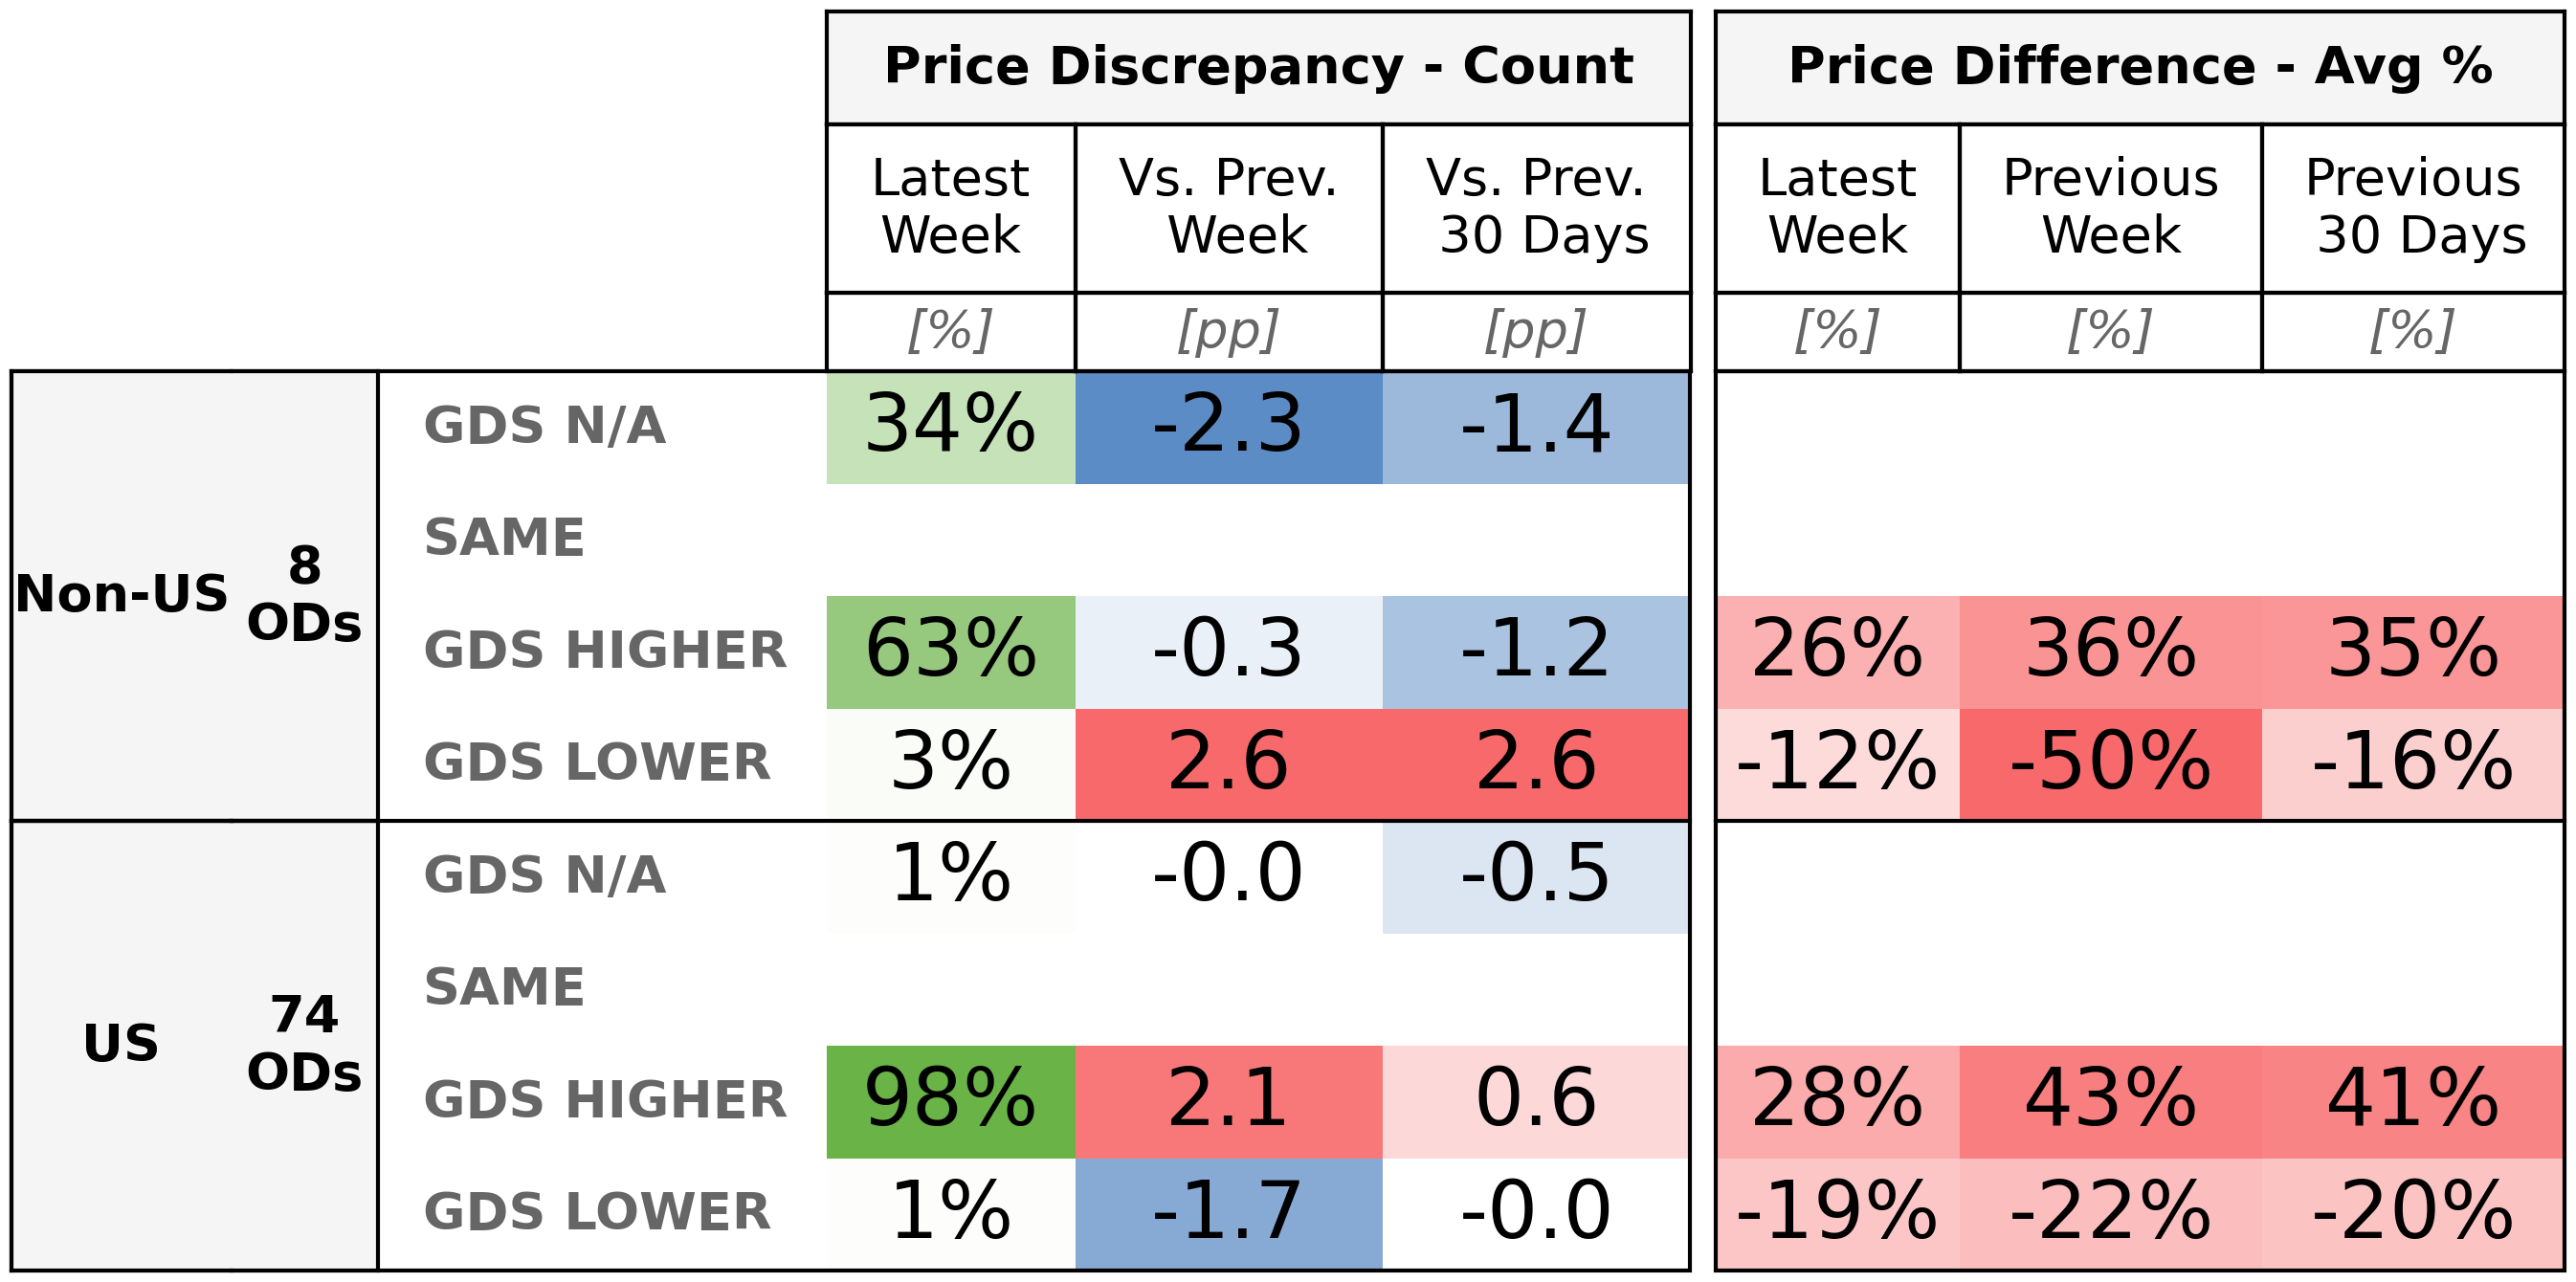 Price Discrepancy - Count Price Difference - Avg %
Latest Week Vs. Prev. Week Vs. Prev. 30 Days Latest Week Previous Week Previous 30 Days
[%] [pp] [pp] [%] [%] [%]
Non-US 8 ODs
GDS N/A 34% -2.3 -1.4
SAME
GDS HIGHER 63% -0.3 -1.2 26% 36% 35%
GDS LOWER 3% 2.6 2.6 -12% -50% -16%
US 74 ODs
GDS N/A 1% -0.0 -0.5
SAME
GDS HIGHER 98% 2.1 0.6 28% 43% 41%
GDS LOWER 1% -1.7 -0.0 -19% -22% -20%